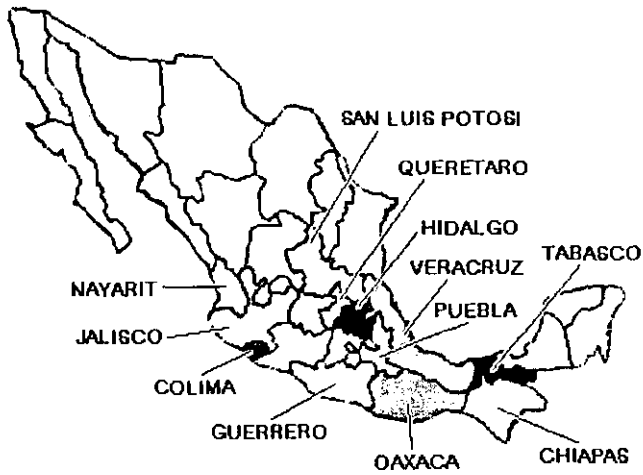 SAN LUIS POTOSI
QUERETARO
HIDALGO
TABASCO
VERACRUZ
NAYARIT
PUEBLA
JALISCO
COLIMA
GUERRERO
CHIAPAS
OAXACA